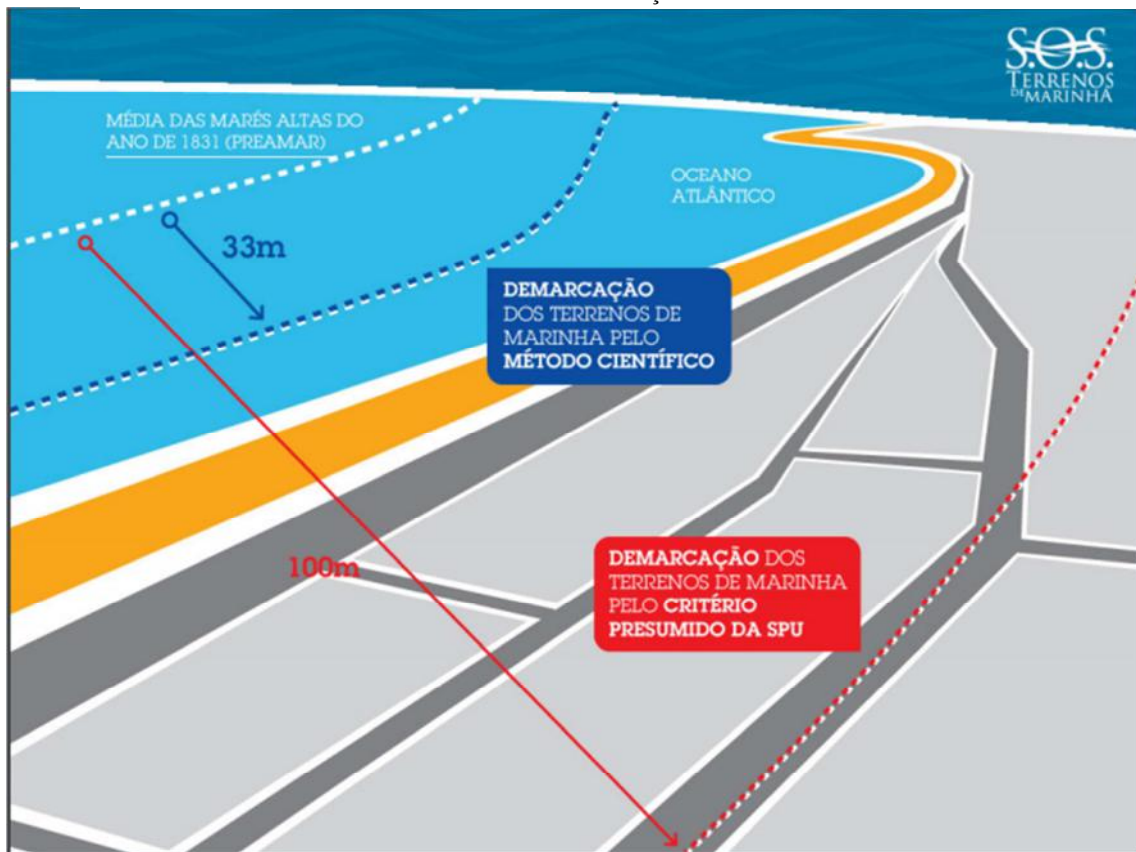 S.O.S.
TERRENOS
DE MARINHA
MÉDIA DAS MARÉS ALTAS DO
ANO DE 1831 (PREAMAR)
OCEANO
ATLÂNTICO
33m
DEMARCAÇÃO
DOS TERRENOS DE
MARINHA PELO
MÉTODO CIENTÍFICO
100m
DEMARCAÇÃO DOS
TERRENOS DE MARINHA
PELO CRITÉRIO
PRESUMIDO DA SPU